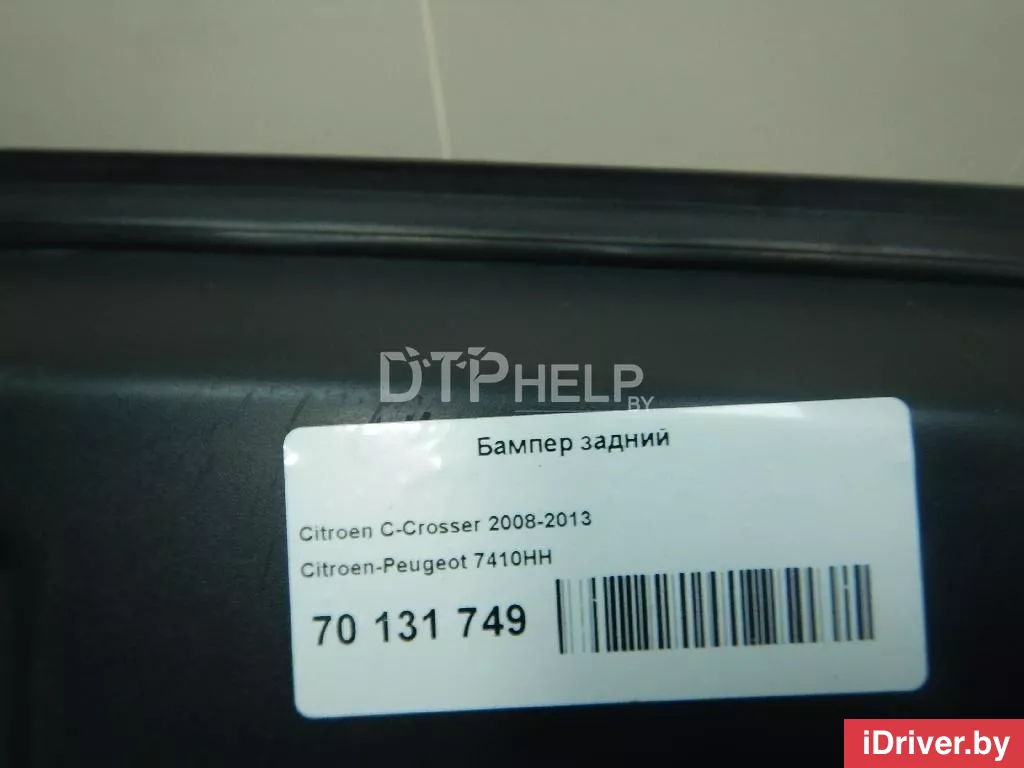 DTPHELP
BY
Бампер задний
Citroen C-Crosser 2008-2013
Citroen-Peugeot 7410HH
70 131 749
iDriver.by